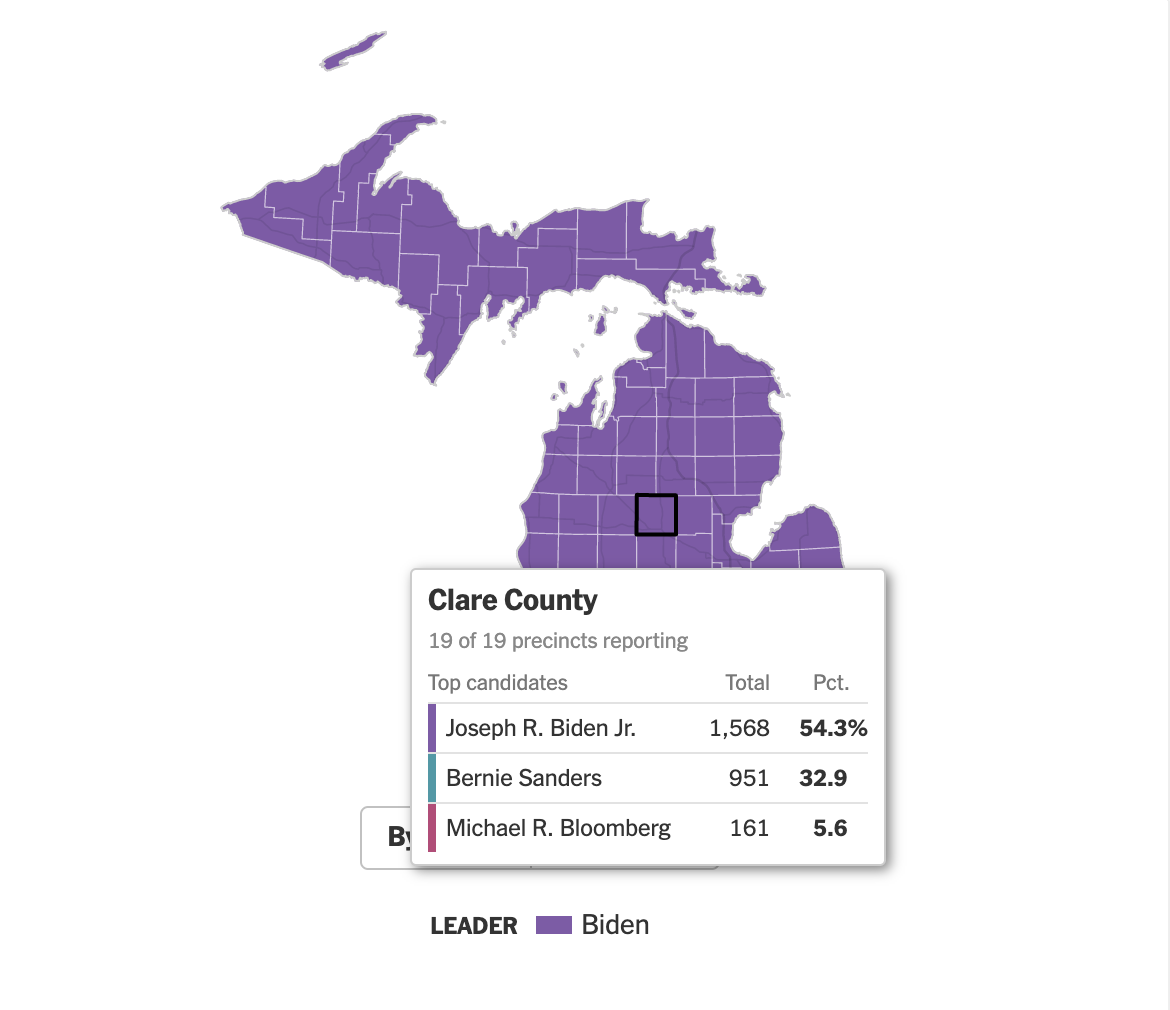 Clare County
19 of 19 precincts reporting
Top candidates Total Pct.
Joseph R. Biden Jr. 1,568 54.3%
Bernie Sanders 951 32.9
Michael R. Bloomberg 161 5.6
By
LEADER Biden